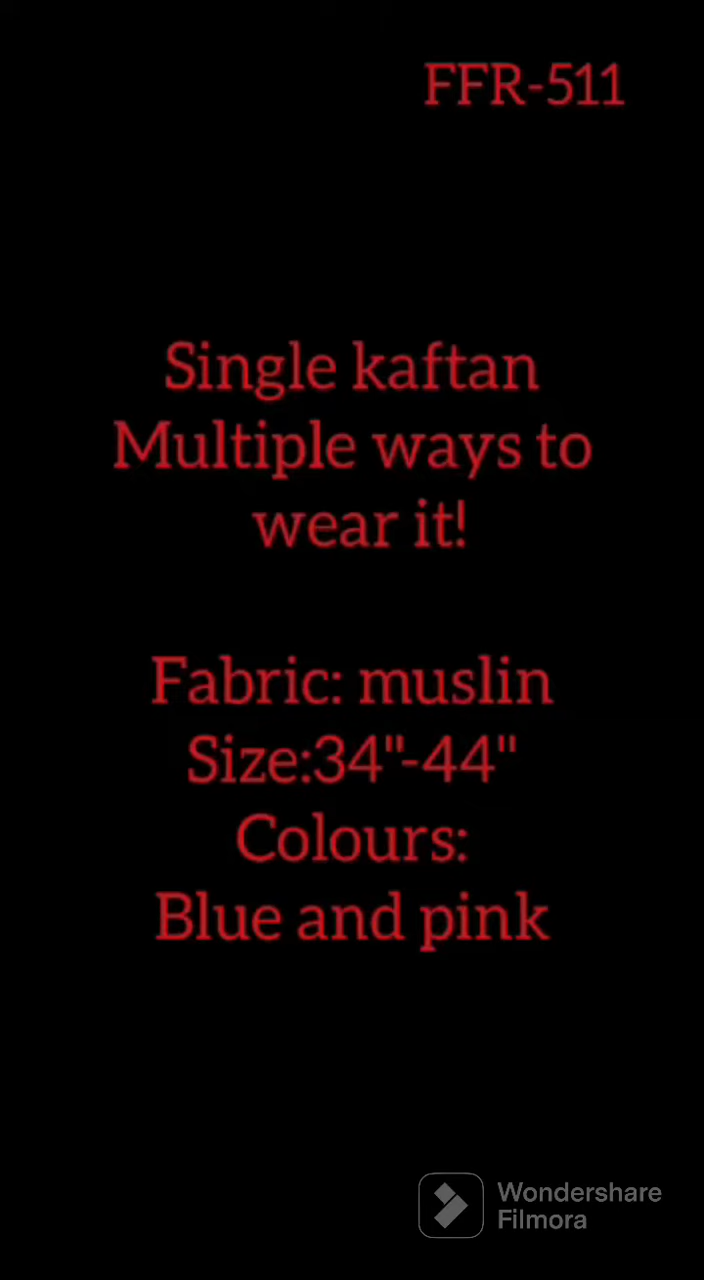 FFR-511
Single kaftan
Multiple ways to
wear it!
Fabric: muslin
Size:34"-44"
Colours:
Blue and pink
Wondershare
Filmora